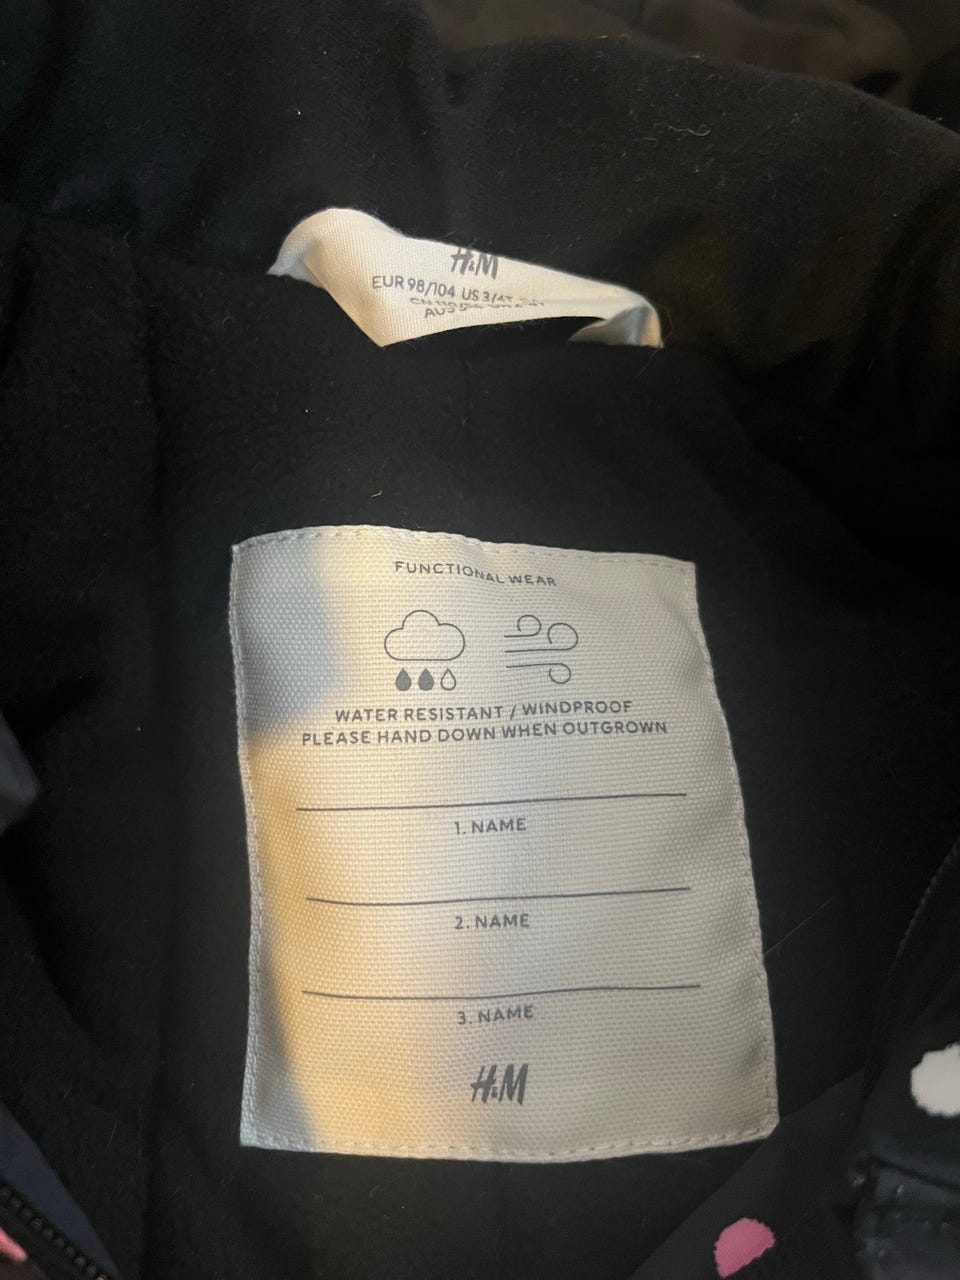 H&M
EUR 98/104 US 3/4Y
FUNCTIONAL WEAR
WATER RESISTANT / WINDPROOF
PLEASE HAND DOWN WHEN OUTGROWN
1. NAME
2. NAME
3. NAME
H&M